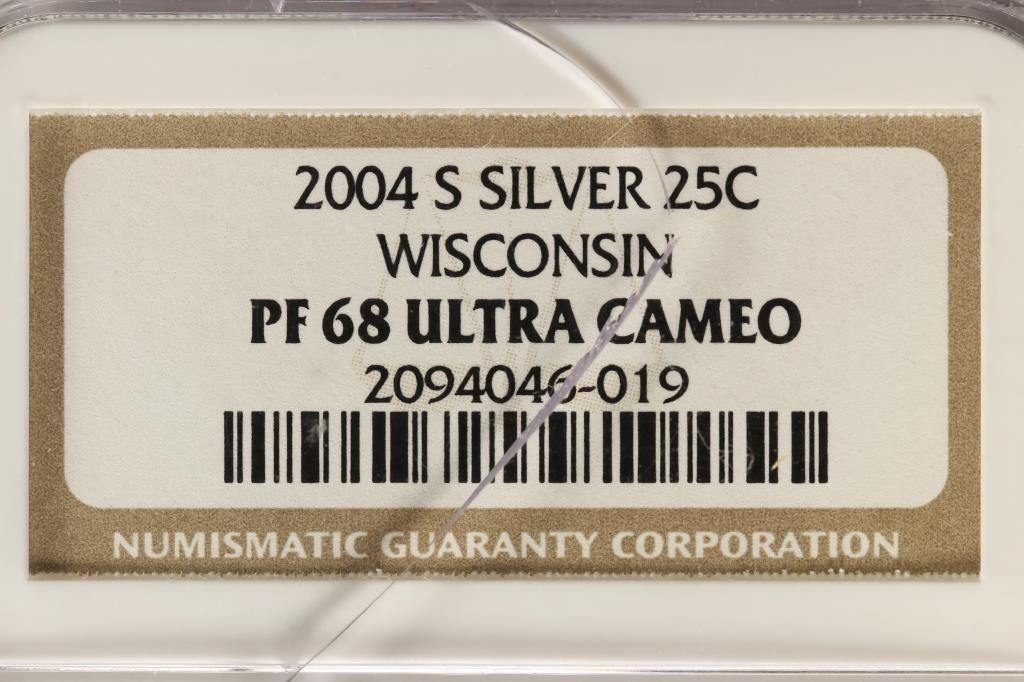 2004 S SILVER 25C
WISCONSIN
PF 68 ULTRA CAMEO
2094046-019
NUMISMATIC GUARANTY CORPORATION